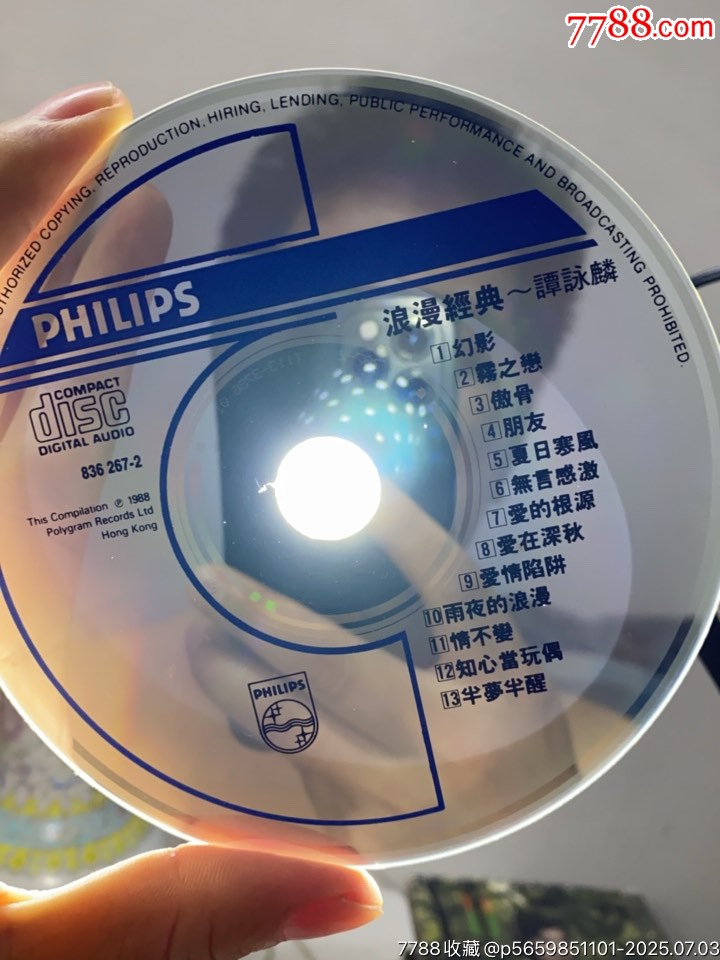 7788.com
AUTHORIZED COPYING, REPRODUCTION, HIRING, LENDING, PUBLIC PERFORMANCE AND BROADCASTING PROHIBITED.
PHILIPS
COMPACT
disc
DIGITAL AUDIO
836 267-2
This Compilation ℗ 1988
Polygram Records Ltd
Hong Kong
浪漫經典~譚詠麟
1 幻影
2 霧之戀
3 傲骨
4 朋友
5 夏日寒風
6 無言感激
7 愛的根源
8 愛在深秋
9 愛情陷阱
10 雨夜的浪漫
11 情不變
12 知心當玩偶
13 半夢半醒
PHILIPS
7788收藏@p5659851101-2025.07.03